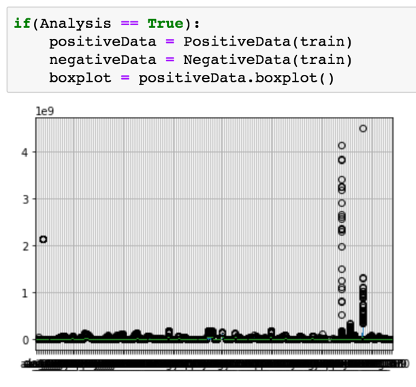 if(Analysis == True):
    positiveData = PositiveData(train)
    negativeData = NegativeData(train)
    boxplot = positiveData.boxplot()
1e9
4
3
2
1
0